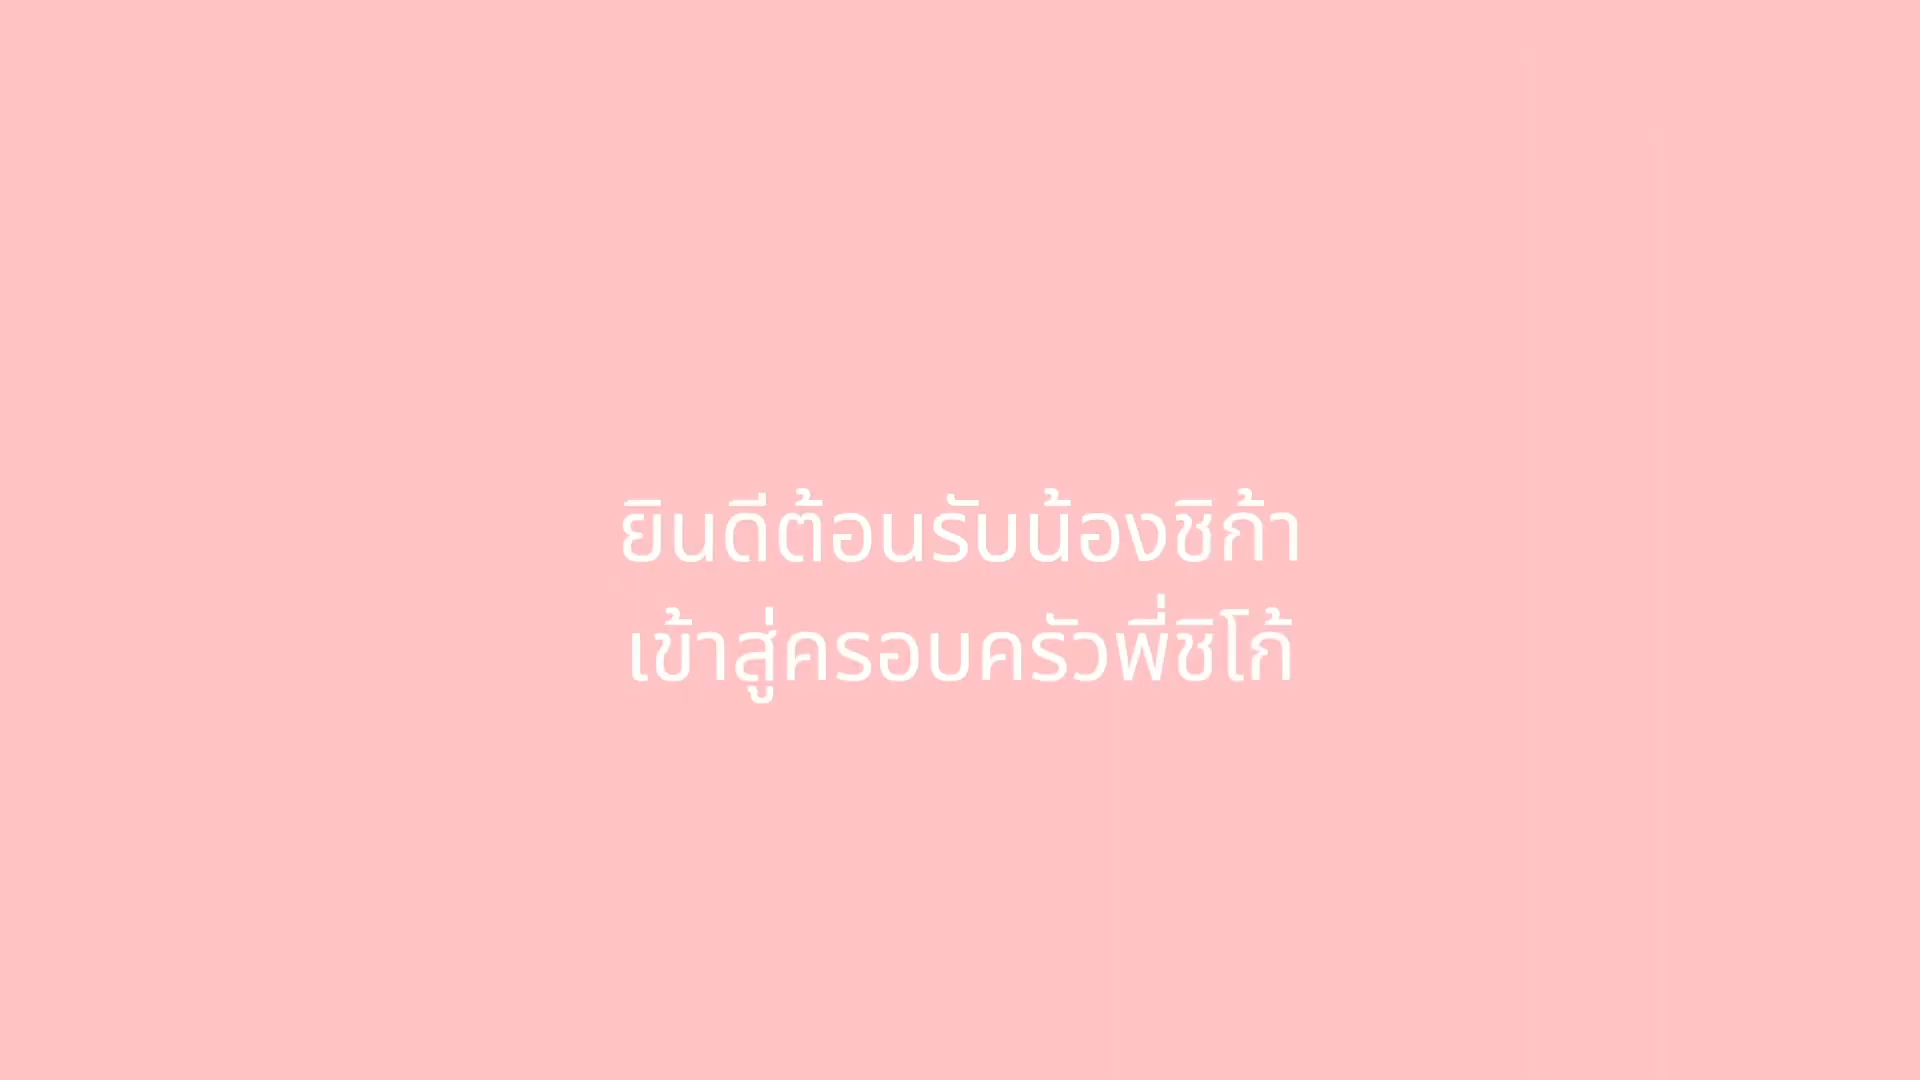 ยินดีต้อนรับน้องชิก้า
เข้าสู่ครอบครัวพี่ชิโก้